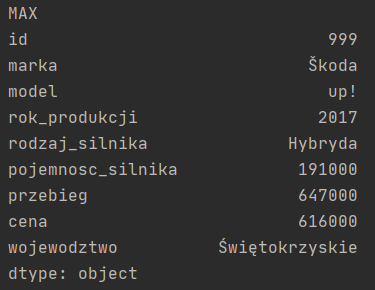 MAX
id 999
marka Škoda
model up!
rok_produkcji 2017
rodzaj_silnika Hybryda
pojemnosc_silnika 191000
przebieg 647000
cena 616000
wojewodztwo Świętokrzyskie
dtype: object